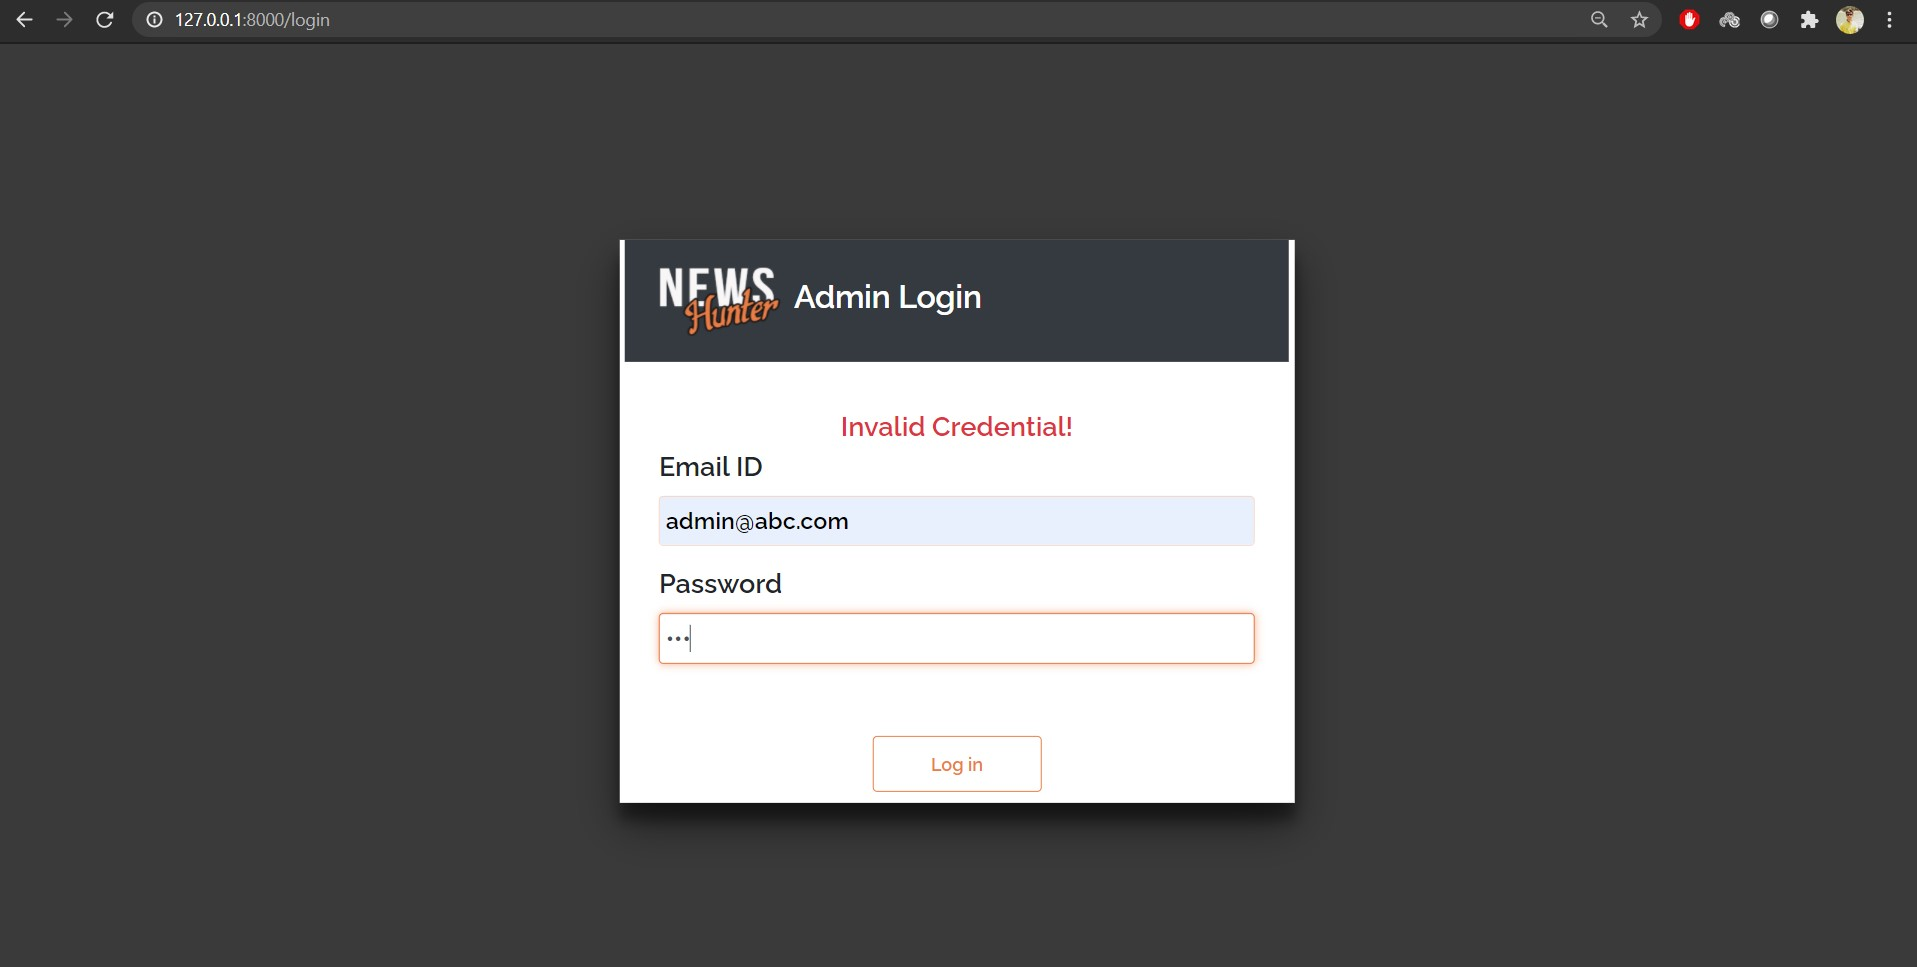 127.0.0.1:8000/login
NEWS
Hunter
Admin Login
Invalid Credential!
Email ID
admin@abc.com
Password
•••
Log in